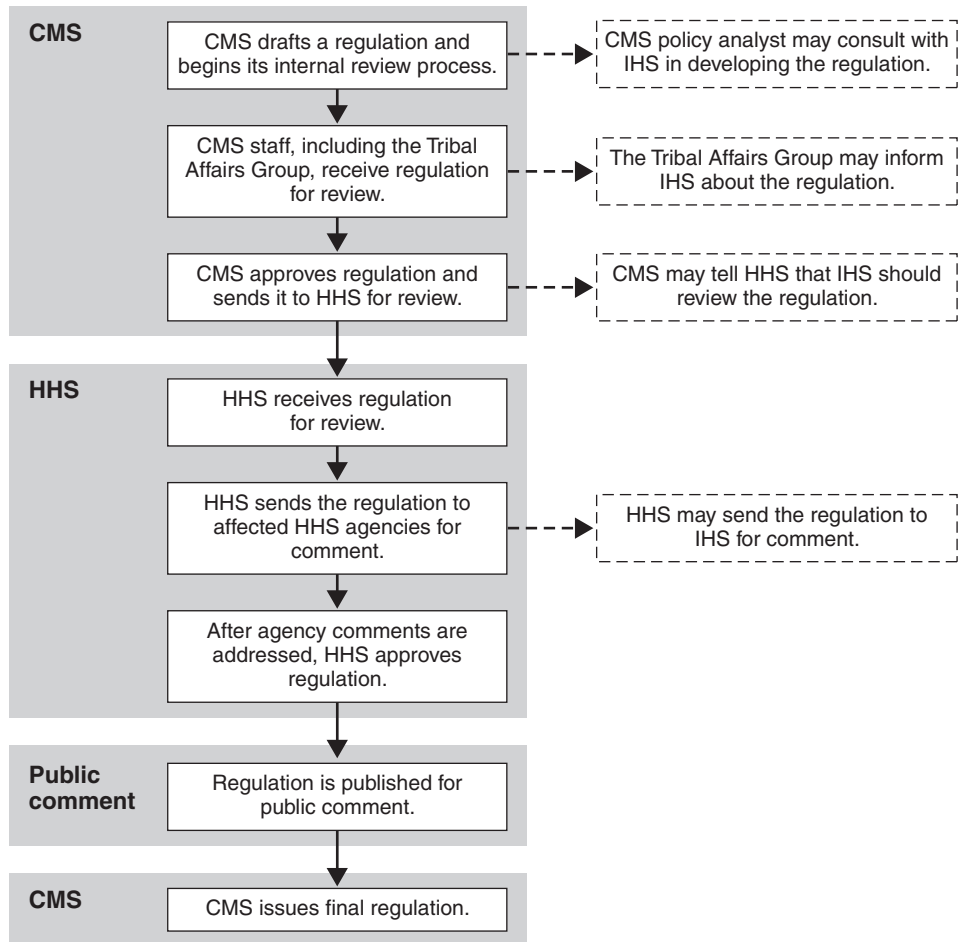 CMS
CMS drafts a regulation and
begins its internal review process.
CMS policy analyst may consult with
IHS in developing the regulation.
CMS staff, including the Tribal
Affairs Group, receive regulation
for review.
The Tribal Affairs Group may inform
IHS about the regulation.
CMS approves regulation and
sends it to HHS for review.
CMS may tell HHS that IHS should
review the regulation.
HHS
HHS receives regulation
for review.
HHS sends the regulation to
affected HHS agencies for
comment.
HHS may send the regulation to
IHS for comment.
After agency comments are
addressed, HHS approves
regulation.
Public
comment
Regulation is published for
public comment.
CMS
CMS issues final regulation.